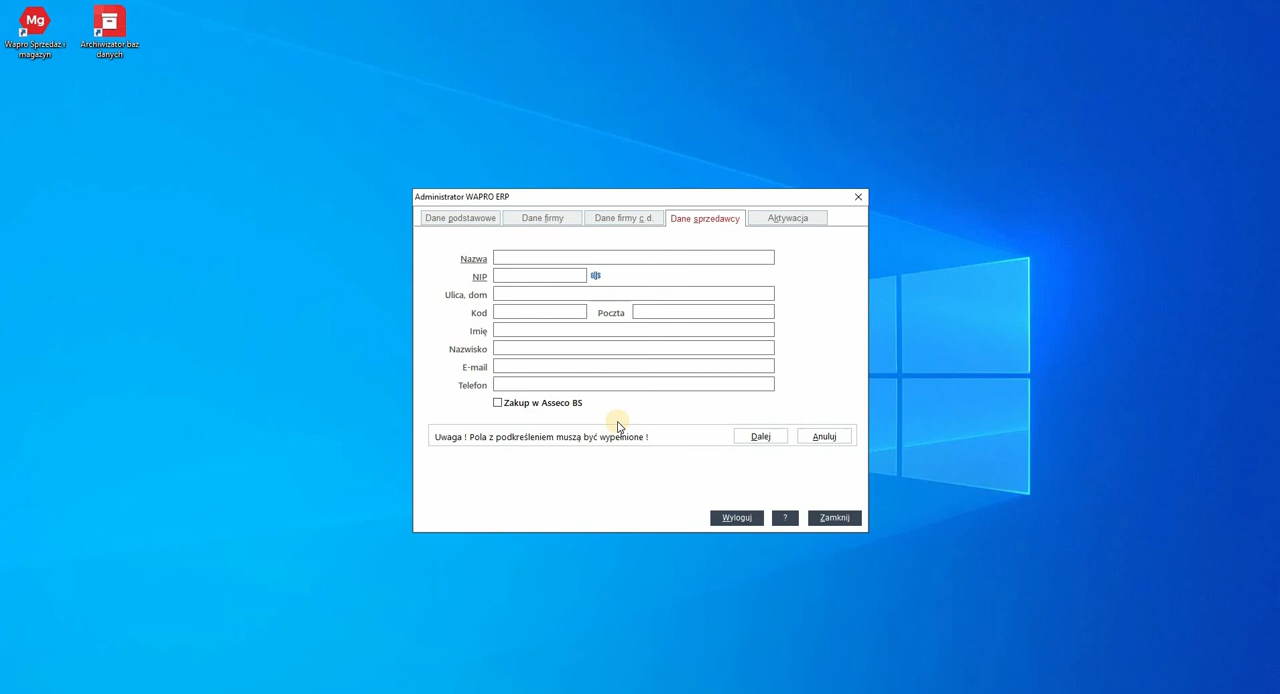 Mg
Wapro Sprzedaż i
magazyn
Archiwizator baz
danych
Administrator WAPRO ERP
Dane podstawowe
Dane firmy
Dane firmy c.d.
Dane sprzedawcy
Aktywacja
Nazwa
NIP
Ulica, dom
Kod
Poczta
Imię
Nazwisko
E-mail
Telefon
Zakup w Asseco BS
Uwaga ! Pola z podkreśleniem muszą być wypełnione !
Dalej
Anuluj
Wyloguj
?
Zamknij